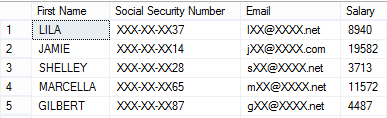 First Name Social Security Number Email Salary
1 LILA XXX-XX-XX37 lXX@XXXX.net 8940
2 JAMIE XXX-XX-XX14 jXX@XXXX.com 19582
3 SHELLEY XXX-XX-XX28 sXX@XXXX.net 3713
4 MARCELLA XXX-XX-XX65 mXX@XXXX.net 11572
5 GILBERT XXX-XX-XX87 gXX@XXXX.net 4487